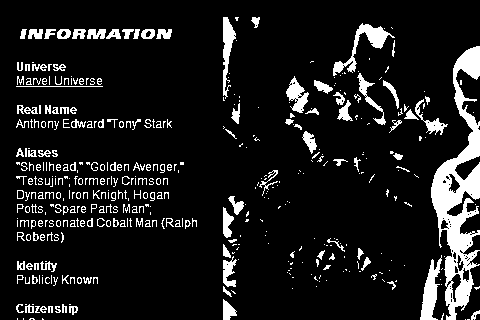 INFORMATION
Universe
Marvel Universe
Real Name
Anthony Edward "Tony" Stark
Aliases
"Shellhead," "Golden Avenger,"
"Tetsujin"; formerly Crimson
Dynamo, Iron Knight, Hogan
Potts, "Spare Parts Man";
impersonated Cobalt Man (Ralph
Roberts)
Identity
Publicly Known
Citizenship